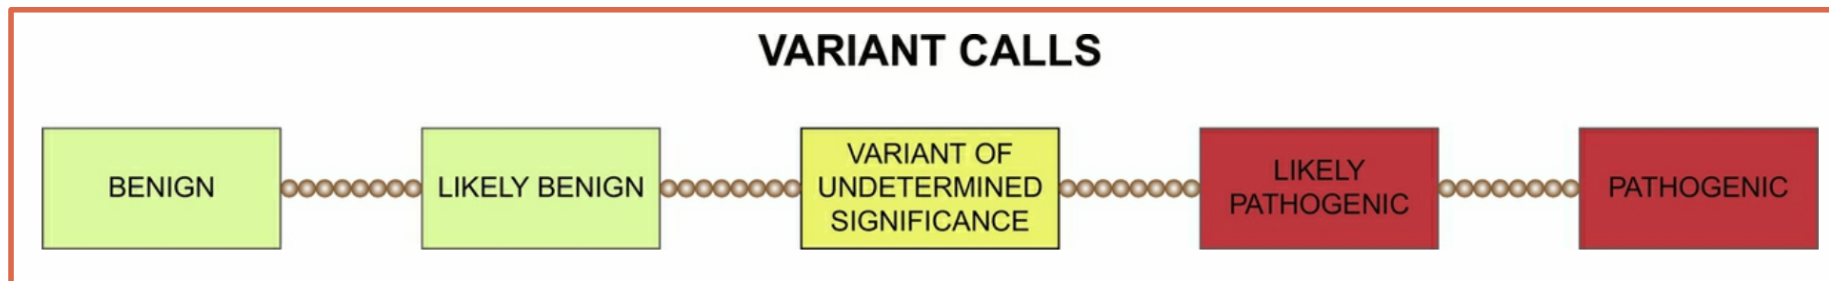 VARIANT CALLS
BENIGN
LIKELY BENIGN
VARIANT OF
UNDETERMINED
SIGNIFICANCE
LIKELY
PATHOGENIC
PATHOGENIC